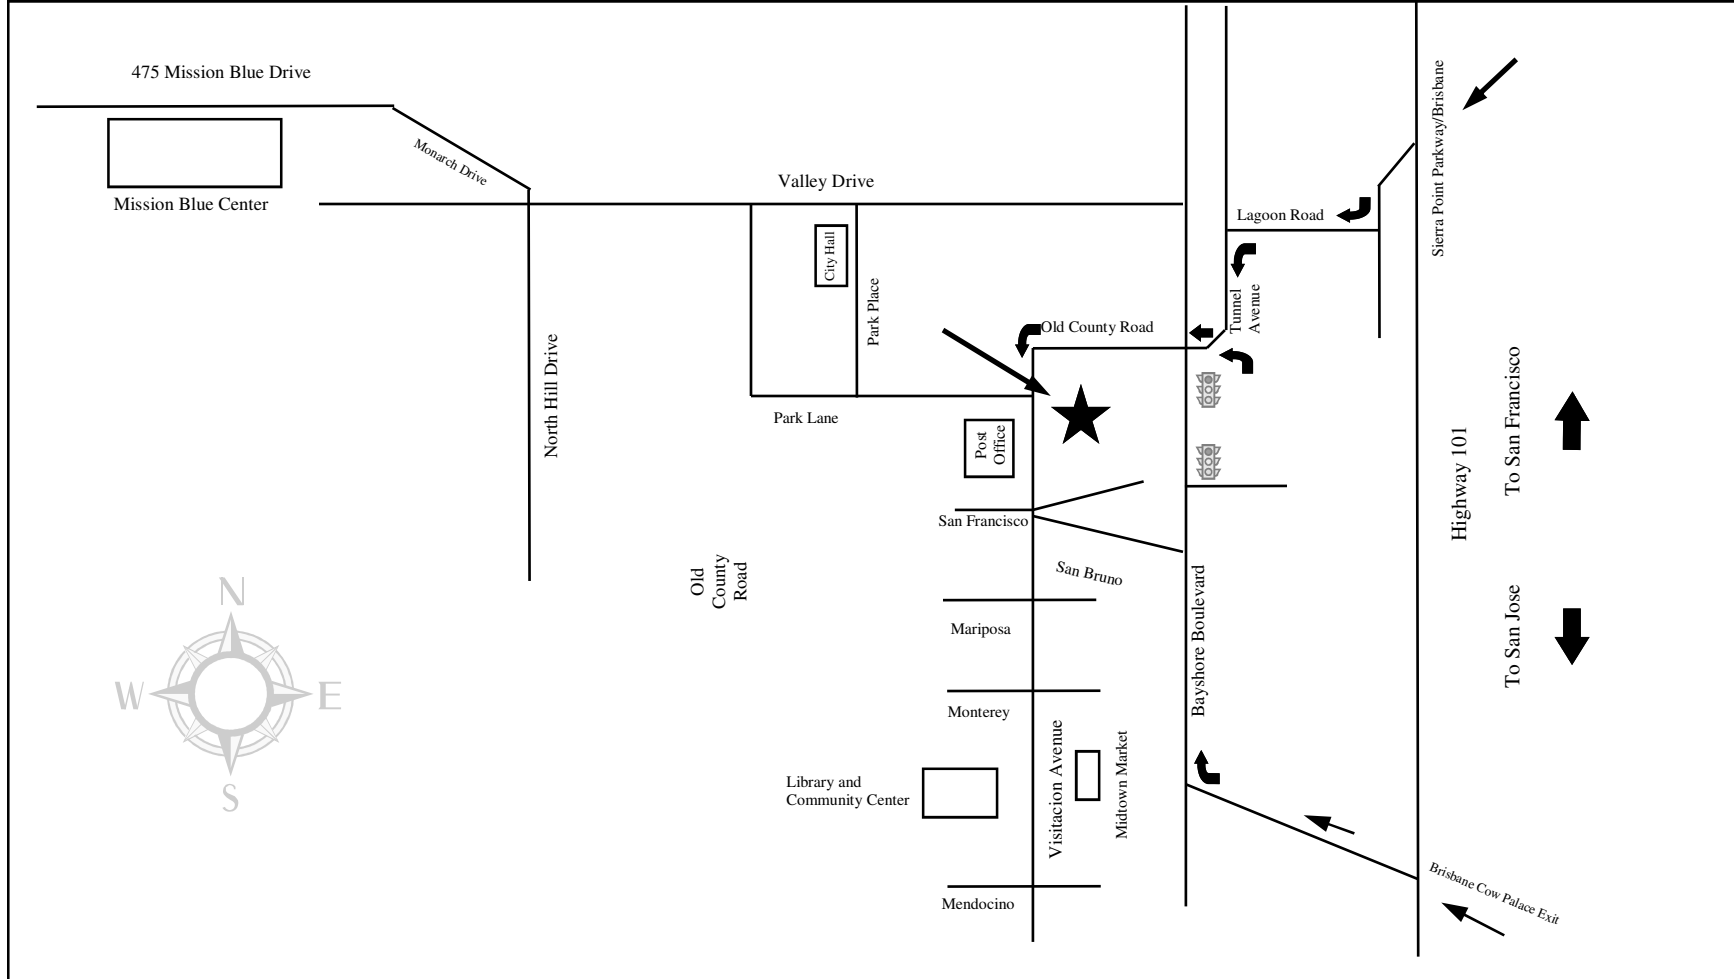 475 Mission Blue Drive
Monarch Drive
Mission Blue Center
Valley Drive
City Hall
Park Place
Lagoon Road
Sierra Point Parkway/Brisbane
Tunnel
Avenue
Old County Road
North Hill Drive
Park Lane
Post
Office
To San Francisco
Highway 101
San Francisco
San Bruno
Old
County
Road
Mariposa
Bayshore Boulevard
To San Jose
N
W
E
S
Monterey
Visitacion Avenue
Midtown Market
Library and
Community Center
Mendocino
Brisbane Cow Palace Exit